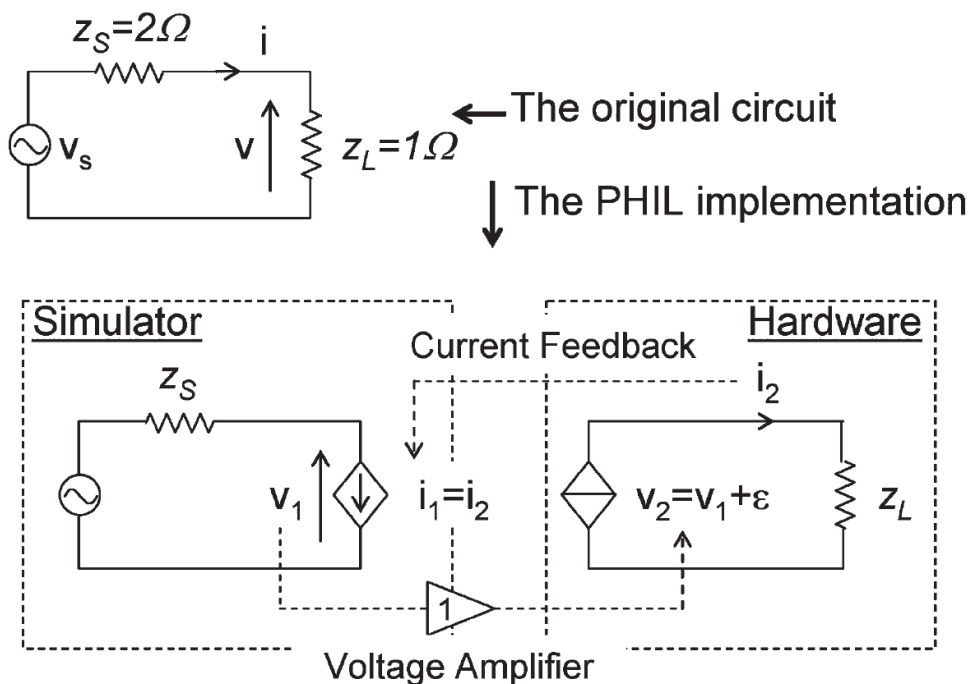 z_S=2Ω
i
v_s
v
z_L=1Ω
The original circuit
The PHIL implementation
Simulator
Hardware
Current Feedback
z_S
i_2
v_1
i_1=i_2
v_2=v_1+ε
z_L
1
Voltage Amplifier